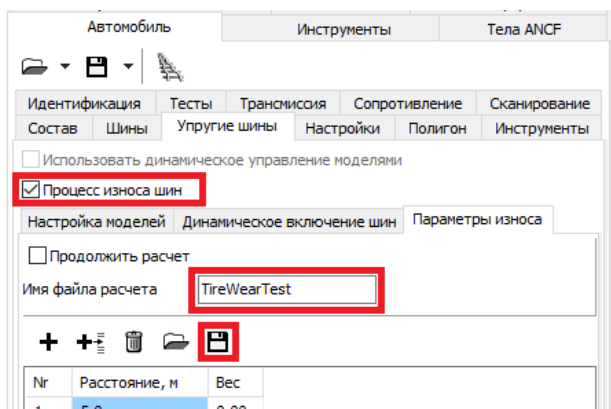 Автомобиль Инструменты Тела ANCF
Идентификация Тесты Трансмиссия Сопротивление Сканирование
Состав Шины Упругие шины Настройки Полигон Инструменты
Использовать динамическое управление моделями
Процесс износа шин
Настройка моделей Динамическое включение шин Параметры износа
Продолжить расчет
Имя файла расчета TireWearTest
Nr Расстояние, м Вес